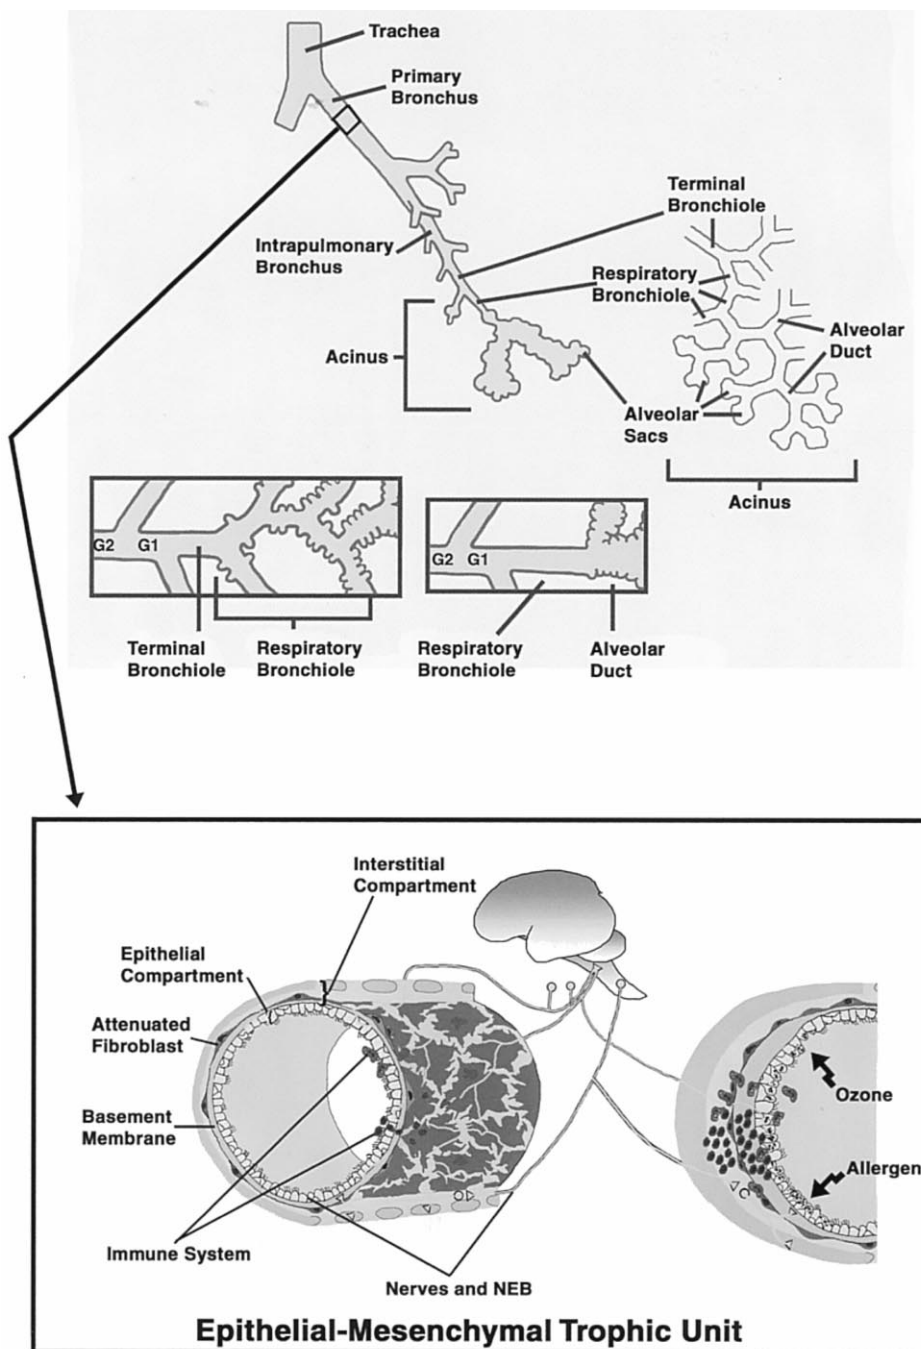 Trachea
Primary
Bronchus
Terminal
Bronchiole
Intrapulmonary
Bronchus
Respiratory
Bronchiole
Alveolar
Duct
Acinus
Alveolar
Sacs
Acinus
G2 G1
G2 G1
Terminal
Bronchiole
Respiratory
Bronchiole
Respiratory
Bronchiole
Alveolar
Duct
Interstitial
Compartment
Epithelial
Compartment
Attenuated
Fibroblast
Basement
Membrane
Ozone
Allergen
Immune System
Nerves and NEB
Epithelial-Mesenchymal Trophic Unit